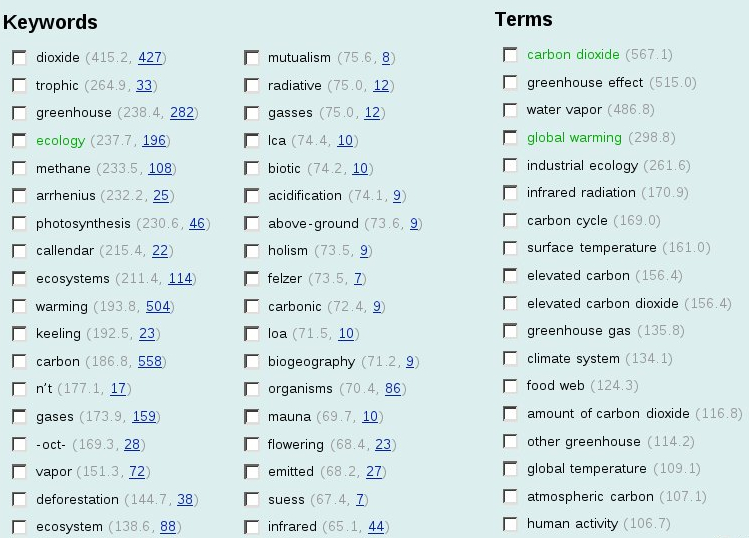 Keywords
dioxide (415.2, 427)
trophic (264.9, 33)
greenhouse (238.4, 282)
ecology (237.7, 196)
methane (233.5, 108)
arrhenius (232.2, 25)
photosynthesis (230.6, 46)
callendar (215.4, 22)
ecosystems (211.4, 114)
warming (193.8, 504)
keeling (192.5, 23)
carbon (186.8, 558)
n't (177.1, 17)
gases (173.9, 159)
-oct- (169.3, 28)
vapor (151.3, 72)
deforestation (144.7, 38)
ecosystem (138.6, 88)
mutualism (75.6, 8)
radiative (75.0, 12)
gasses (75.0, 12)
lca (74.4, 10)
biotic (74.2, 10)
acidification (74.1, 9)
above-ground (73.6, 9)
holism (73.5, 9)
felzer (73.5, 7)
carbonic (72.4, 9)
loa (71.5, 10)
biogeography (71.2, 9)
organisms (70.4, 86)
mauna (69.7, 10)
flowering (68.4, 23)
emitted (68.2, 27)
suess (67.4, 7)
infrared (65.1, 44)
Terms
carbon dioxide (567.1)
greenhouse effect (515.0)
water vapor (486.8)
global warming (298.8)
industrial ecology (261.6)
infrared radiation (170.9)
carbon cycle (169.0)
surface temperature (161.0)
elevated carbon (156.4)
elevated carbon dioxide (156.4)
greenhouse gas (135.8)
climate system (134.1)
food web (124.3)
amount of carbon dioxide (116.8)
other greenhouse (114.2)
global temperature (109.1)
atmospheric carbon (107.1)
human activity (106.7)